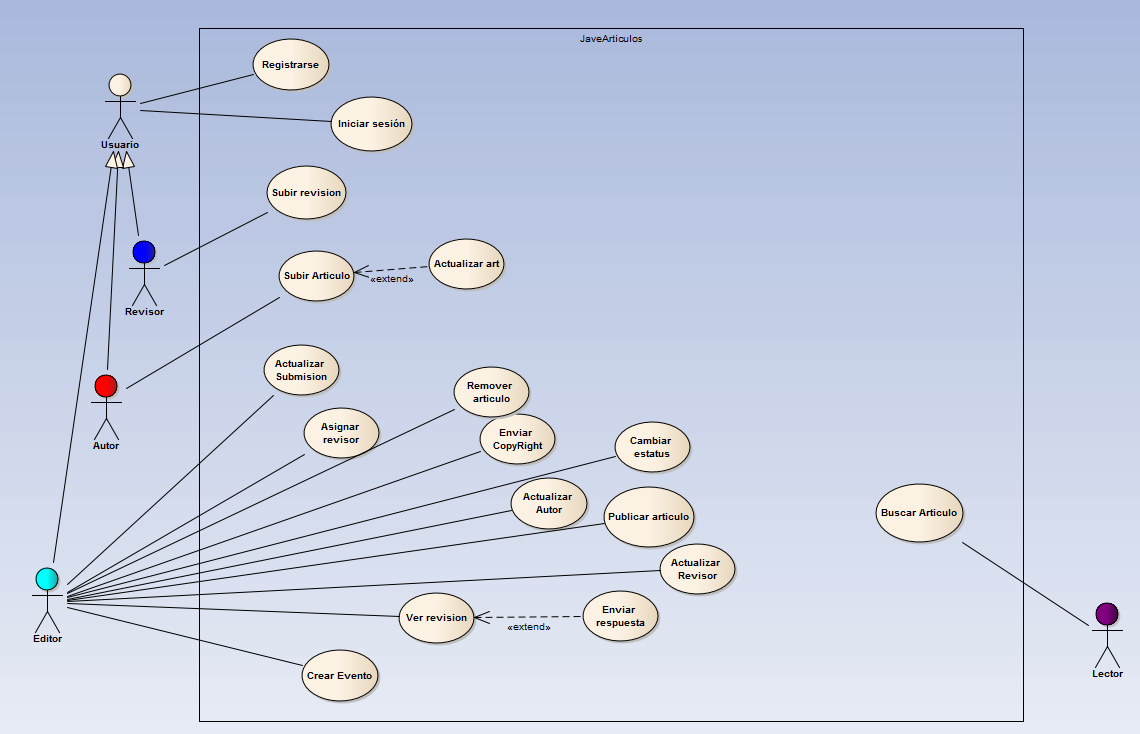 JaveArticulos
Registrarse
Iniciar sesión
Usuario
Subir revision
Subir Articulo
Actualizar art
«extend»
Revisor
Actualizar
Submision
Remover
articulo
Autor
Asignar
revisor
Enviar
CopyRight
Cambiar
estatus
Actualizar
Autor
Publicar articulo
Buscar Articulo
Actualizar
Revisor
Ver revision
Enviar
respuesta
«extend»
Editor
Crear Evento
Lector